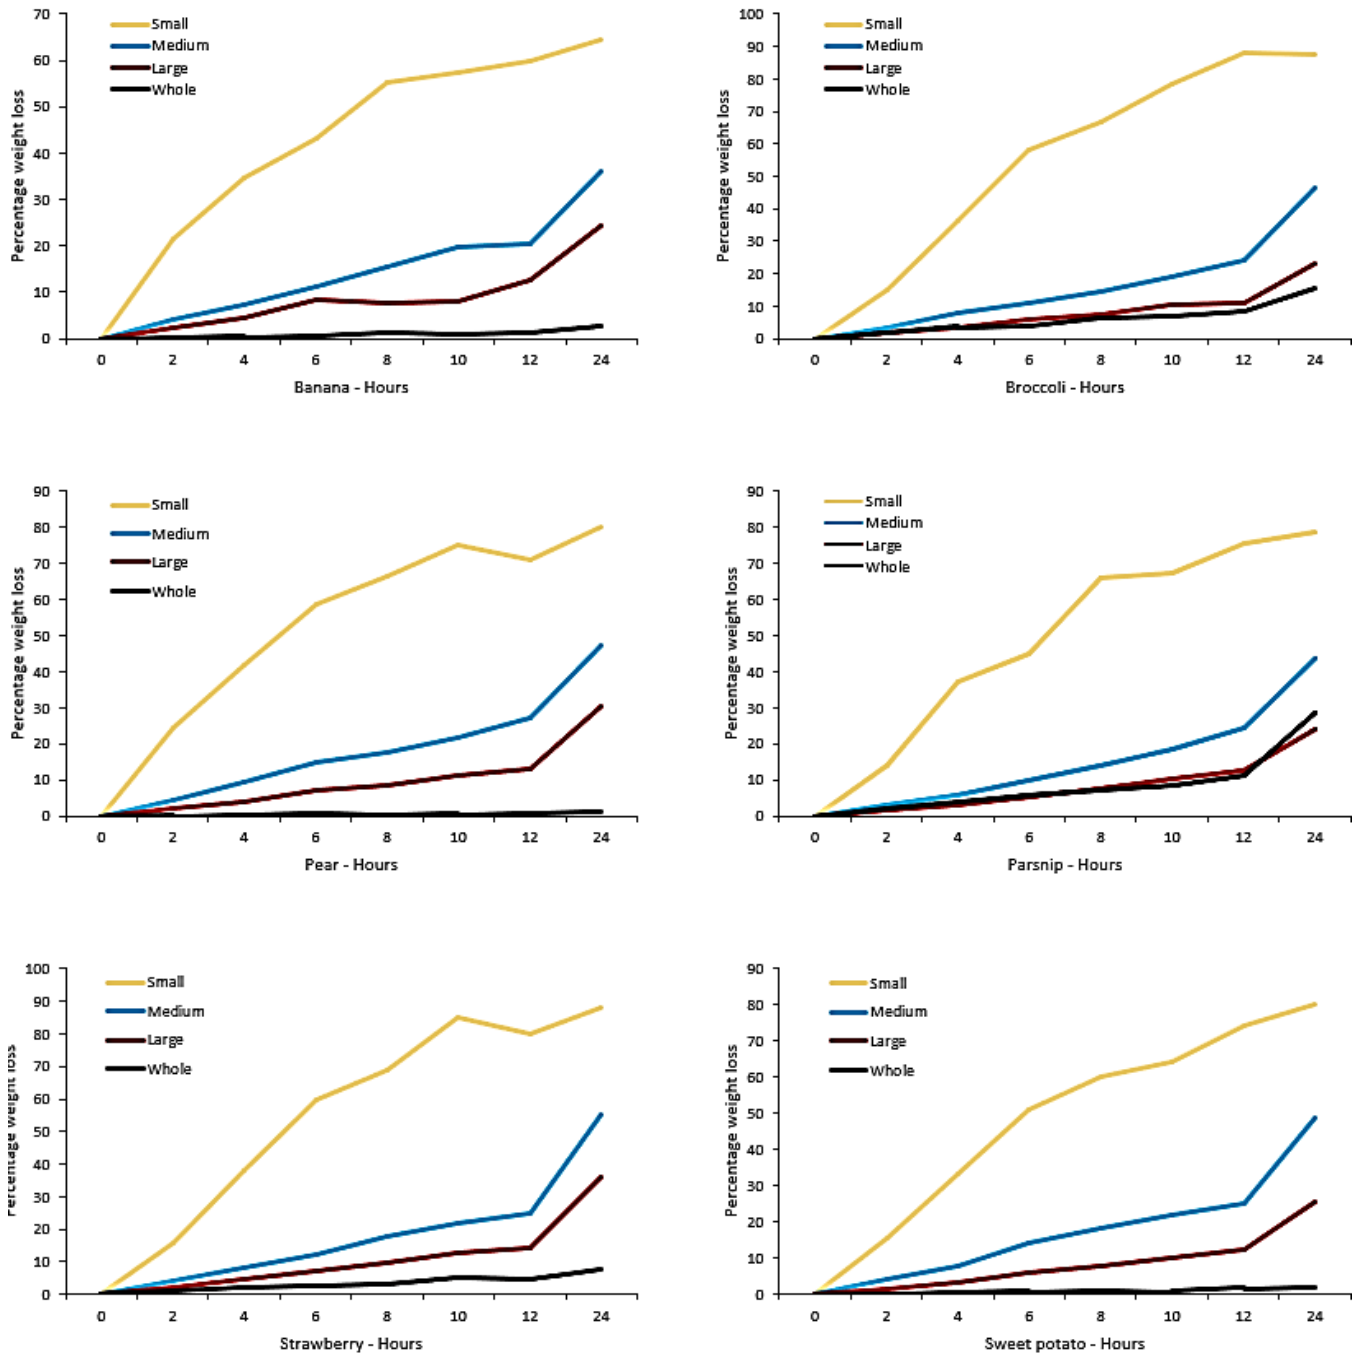 Percentage weight loss
70
60
50
40
30
20
10
0
Small
Medium
Large
Whole
0 2 4 6 8 10 12 24
Banana - Hours
Percentage weight loss
100
90
80
70
60
50
40
30
20
10
0
Small
Medium
Large
Whole
0 2 4 6 8 10 12 24
Broccoli - Hours
Percentage weight loss
90
80
70
60
50
40
30
20
10
0
Small
Medium
Large
Whole
0 2 4 6 8 10 12 24
Pear - Hours
Percentage weight loss
90
80
70
60
50
40
30
20
10
0
Small
Medium
Large
Whole
0 2 4 6 8 10 12 24
Parsnip - Hours
Percentage weight loss
100
90
80
70
60
50
40
30
20
10
0
Small
Medium
Large
Whole
0 2 4 6 8 10 12 24
Strawberry - Hours
Percentage weight loss
90
80
70
60
50
40
30
20
10
0
Small
Medium
Large
Whole
0 2 4 6 8 10 12 24
Sweet potato - Hours